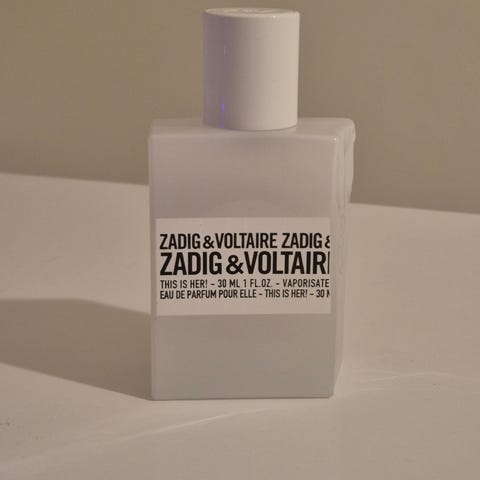 ZADIG & VOLTAIRE ZADIG &
ZADIG & VOLTAIR
THIS IS HER! – 30 ML 1 FL.OZ. – VAPORISATE
EAU DE PARFUM POUR ELLE – THIS IS HER! – 30 M